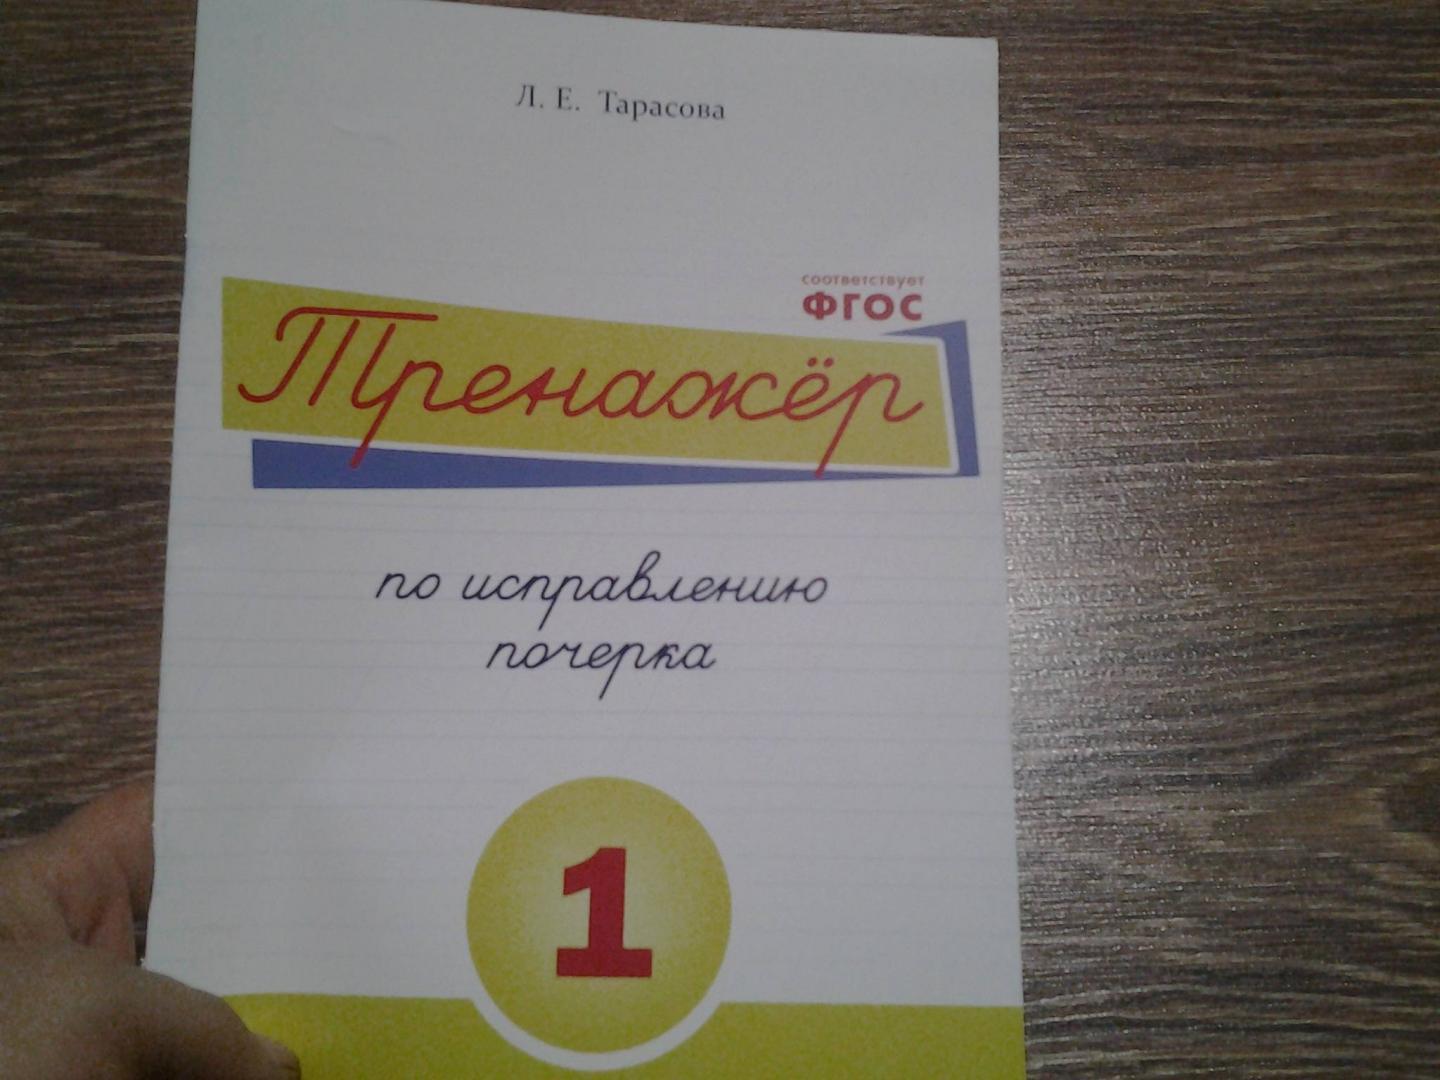 Л. Е. Тарасова
соответствует
ФГОС
Тренажёр
по исправлению
почерка
1